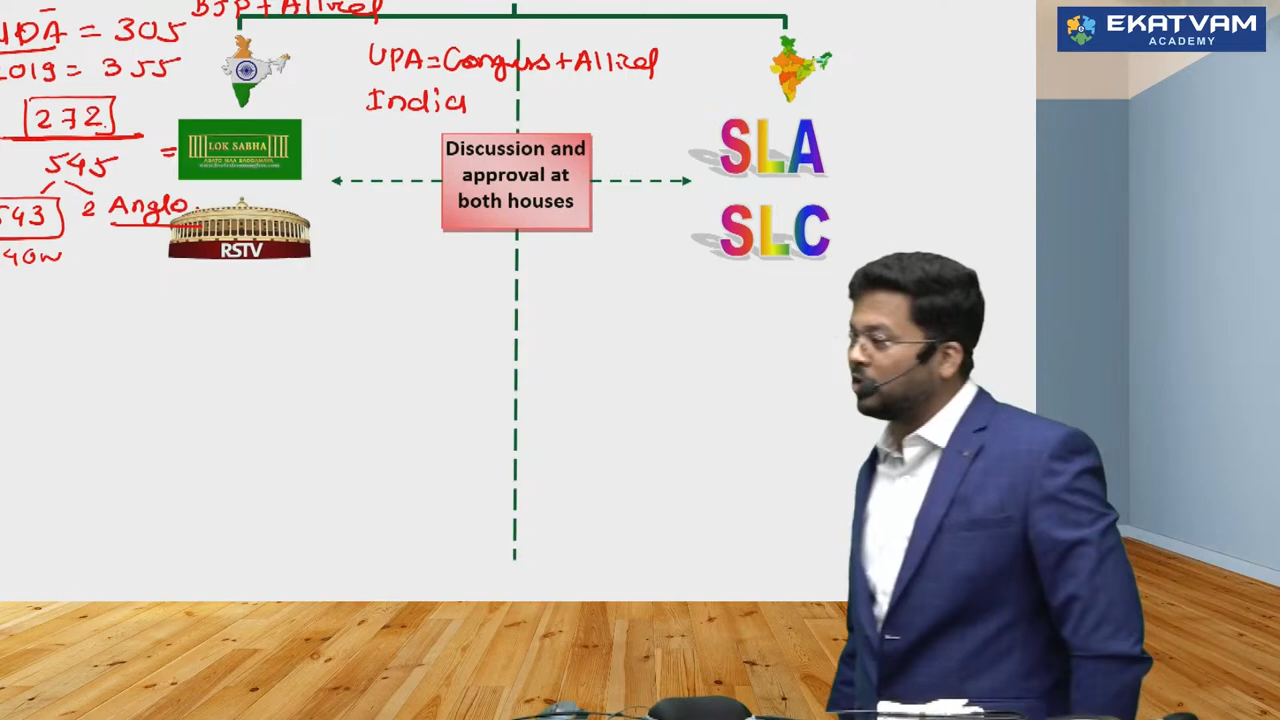 BJP + Allied
NDA = 305
2019 = 355
272
545
543
2 Anglo
now
UPA = Congress + Allied
India
LOK SABHA
RSTV
Discussion and
approval at
both houses
SLA
SLC
EKATVAM
ACADEMY